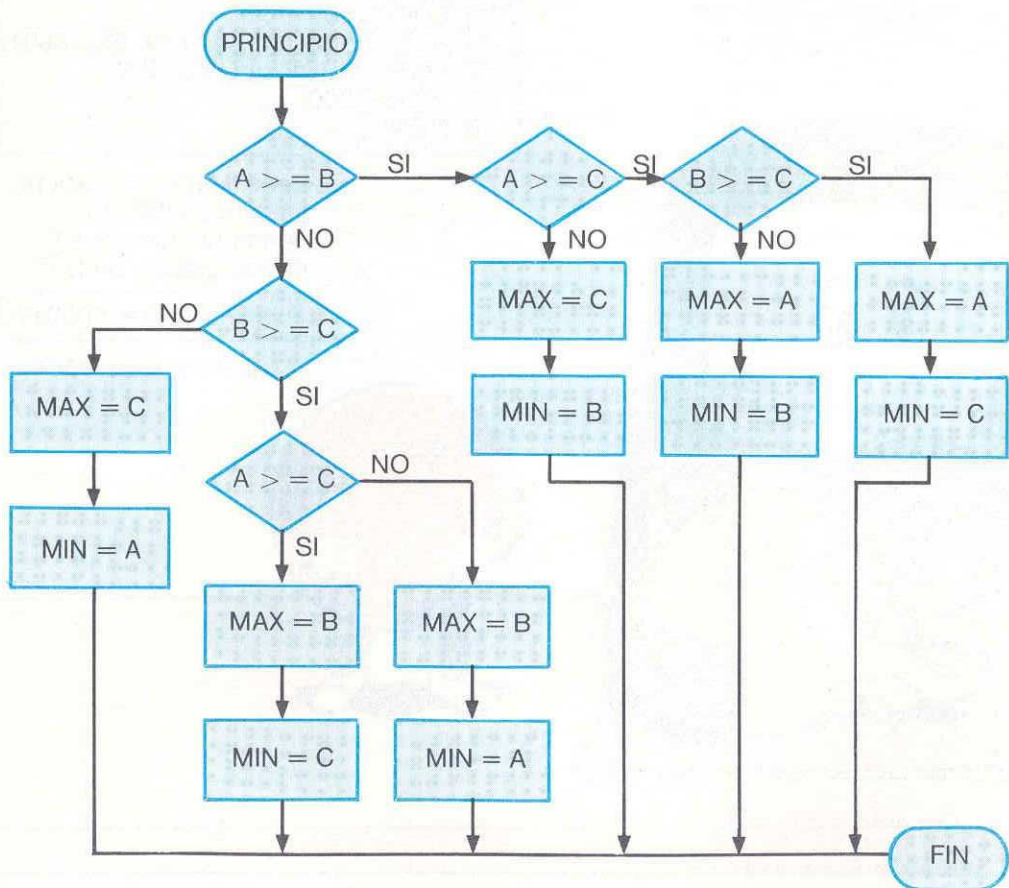 PRINCIPIO
A > = B
SI
A > = C
SI
B > = C
SI
NO
NO
NO
MAX = C
MAX = A
MAX = A
NO
B > = C
MAX = C
SI
MIN = B
MIN = B
MIN = C
A > = C
NO
MIN = A
SI
MAX = B
MAX = B
MIN = C
MIN = A
FIN